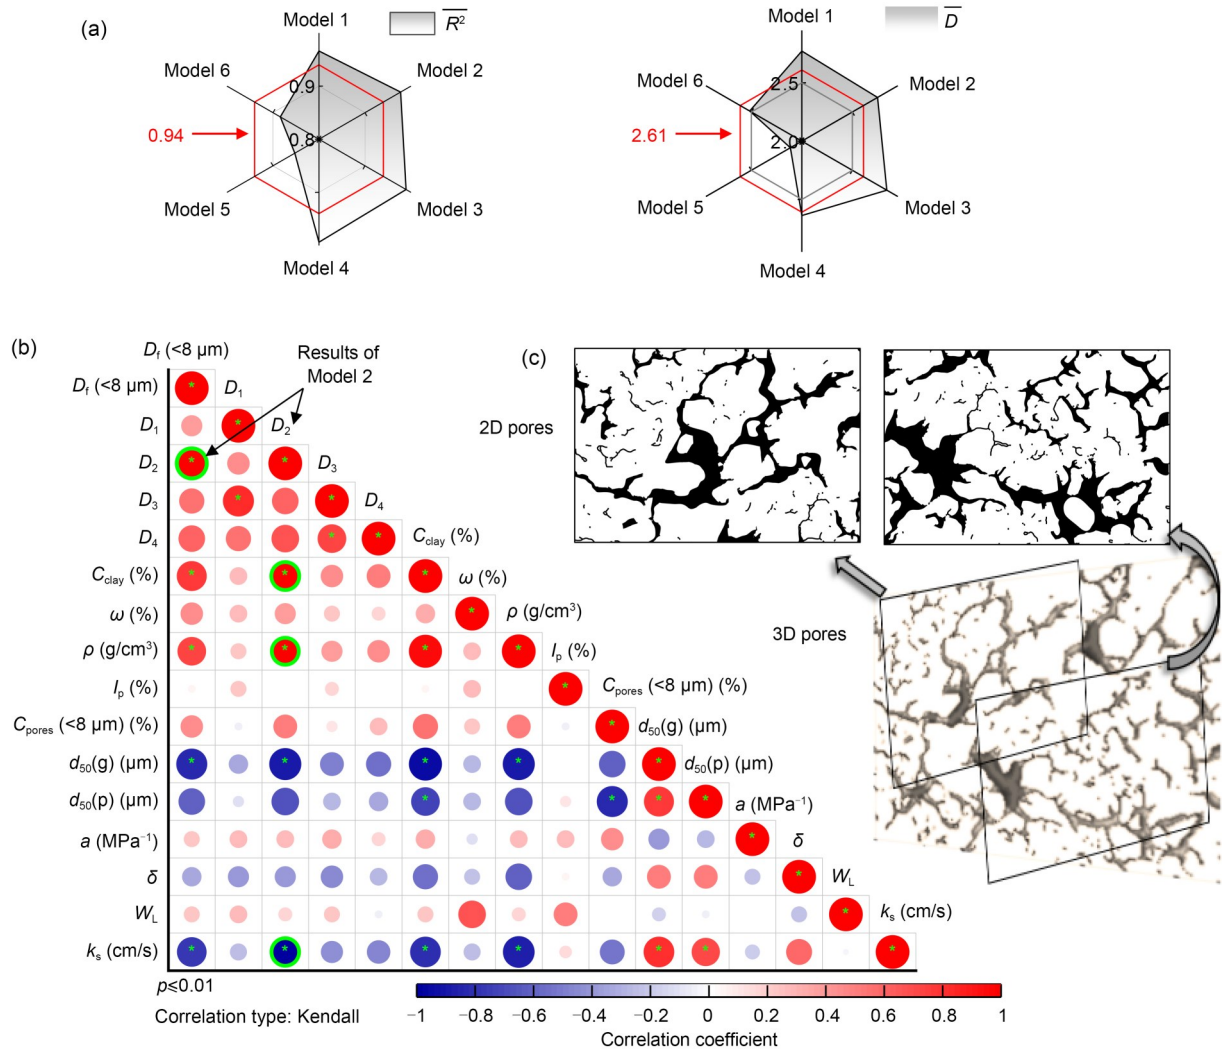 (a)
Model 1
R²
Model 6
Model 2
0.9
0.94
0.8
Model 5
Model 3
Model 4
Model 1
D
Model 6
Model 2
2.5
2.61
2.0
Model 5
Model 3
Model 4
(b)
Df (<8 μm)
Results of
Model 2
Df (<8 μm)
D1
D1
D2
D2
D3
D3
D4
D4
Cclay (%)
Cclay (%)
ω (%)
ω (%)
ρ (g/cm³)
ρ (g/cm³)
Ip (%)
Ip (%)
Cpores (<8 μm) (%)
Cpores (<8 μm) (%)
d50(g) (μm)
d50(g) (μm)
d50(p) (μm)
d50(p) (μm)
a (MPa⁻¹)
a (MPa⁻¹)
δ
δ
WL
WL
ks (cm/s)
ks (cm/s)
p⩽0.01
Correlation type: Kendall
−1 −0.8 −0.6 −0.4 −0.2 0 0.2 0.4 0.6 0.8 1
Correlation coefficient
(c)
2D pores
3D pores